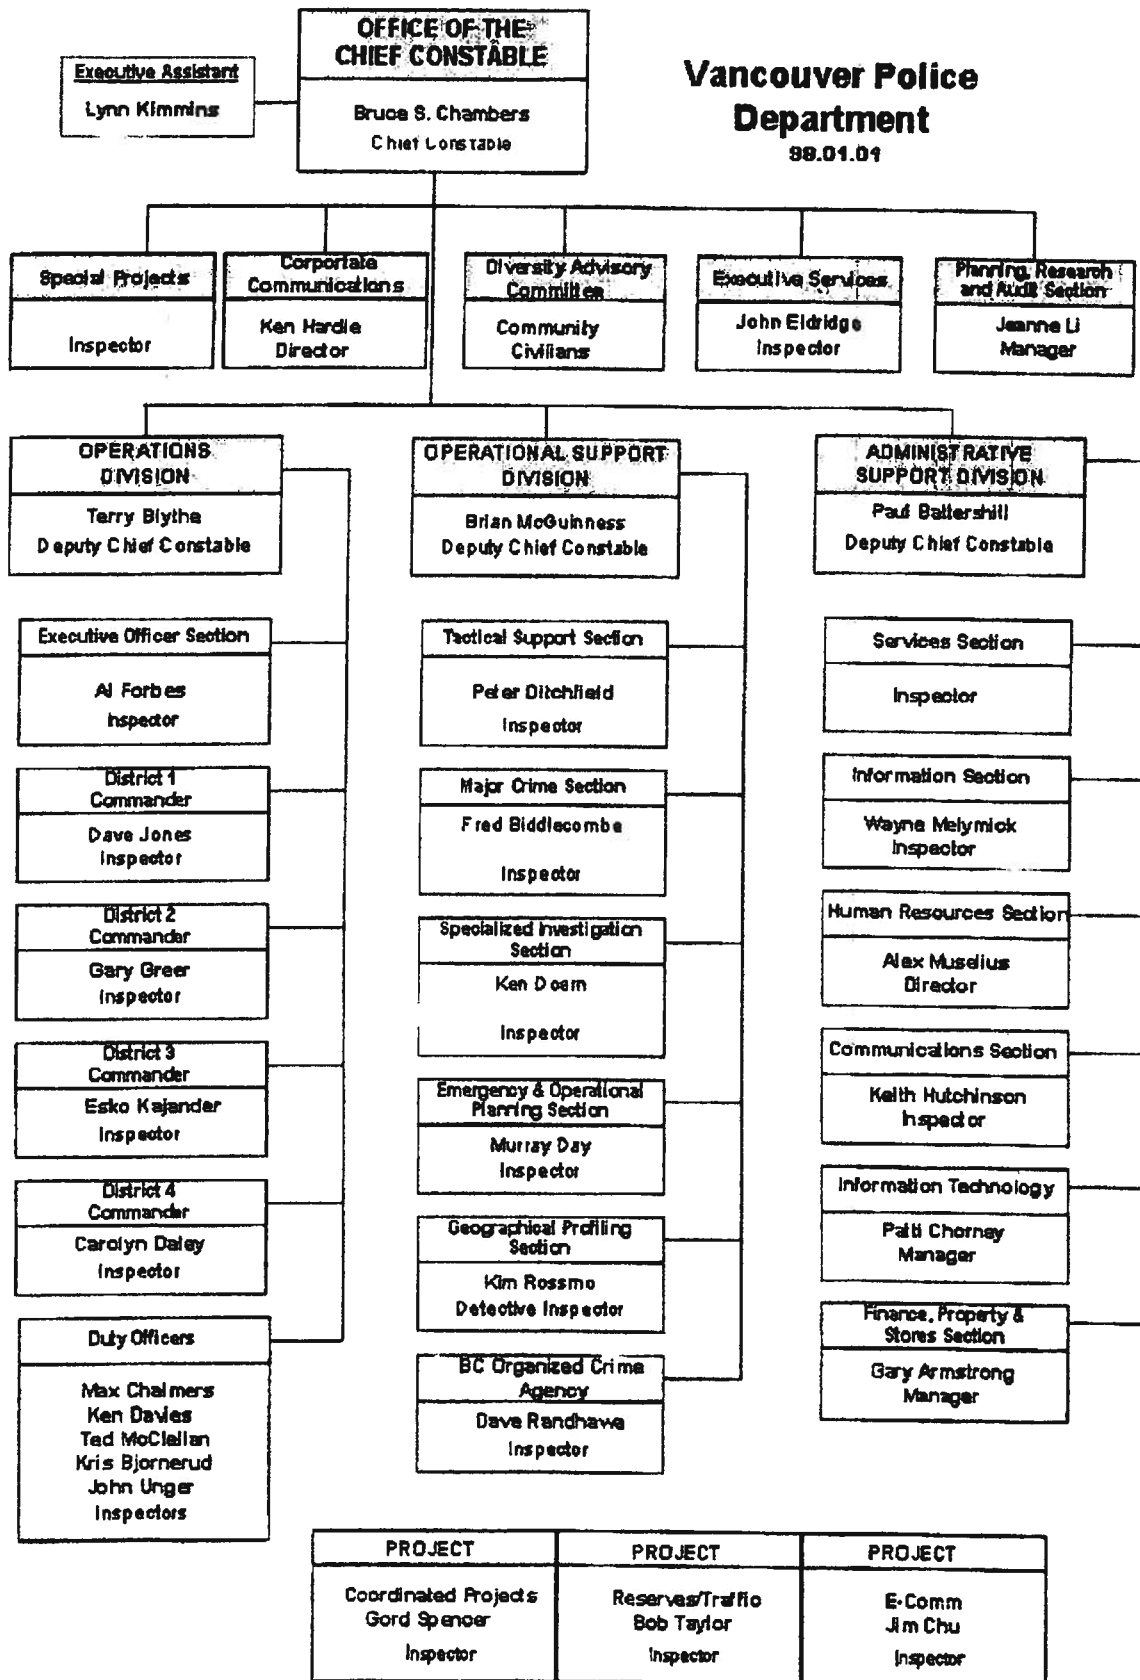 OFFICE OF THE
CHIEF CONSTABLE
Bruce S. Chambers
Chief Constable
Executive Assistant
Lynn Kimmins
Vancouver Police
Department
98.01.01
Special Projects
Inspector
Corportate
Communications
Ken Hardie
Director
Diversity Advisory
Committee
Community
Civilians
Executive Services
John Eldridge
Inspector
Planning, Research
and Audit Section
Jeanne Li
Manager
OPERATIONS
DIVISION
Terry Blythe
Deputy Chief Constable
Executive Officer Section
Al Forbes
Inspector
District 1
Commander
Dave Jones
Inspector
District 2
Commander
Gary Greer
Inspector
District 3
Commander
Esko Kajander
Inspector
District 4
Commander
Carolyn Daley
Inspector
Duty Officers
Max Chalmers
Ken Davies
Ted McClellan
Kris Bjornerud
John Unger
Inspectors
OPERATIONAL SUPPORT
DIVISION
Brian McGuinness
Deputy Chief Constable
Tactical Support Section
Peter Ditchfield
Inspector
Major Crime Section
Fred Biddlecombe
Inspector
Specialized Investigation
Section
Ken Doern
Inspector
Emergency & Operational
Planning Section
Murray Day
Inspector
Geographical Profiling
Section
Kim Rossmo
Detective Inspector
BC Organized Crime
Agency
Dave Randhawa
Inspector
ADMINISTRATIVE
SUPPORT DIVISION
Paul Battershill
Deputy Chief Constable
Services Section
Inspector
Information Section
Wayne Melymick
Inspector
Human Resources Section
Alex Muselius
Director
Communications Section
Keith Hutchinson
Inspector
Information Technology
Patti Chorney
Manager
Finance, Property &
Stores Section
Gary Armstrong
Manager
PROJECT
Coordinated Projects
Gord Spencer
Inspector
PROJECT
Reserves/Traffic
Bob Taylor
Inspector
PROJECT
E-Comm
Jim Chu
Inspector